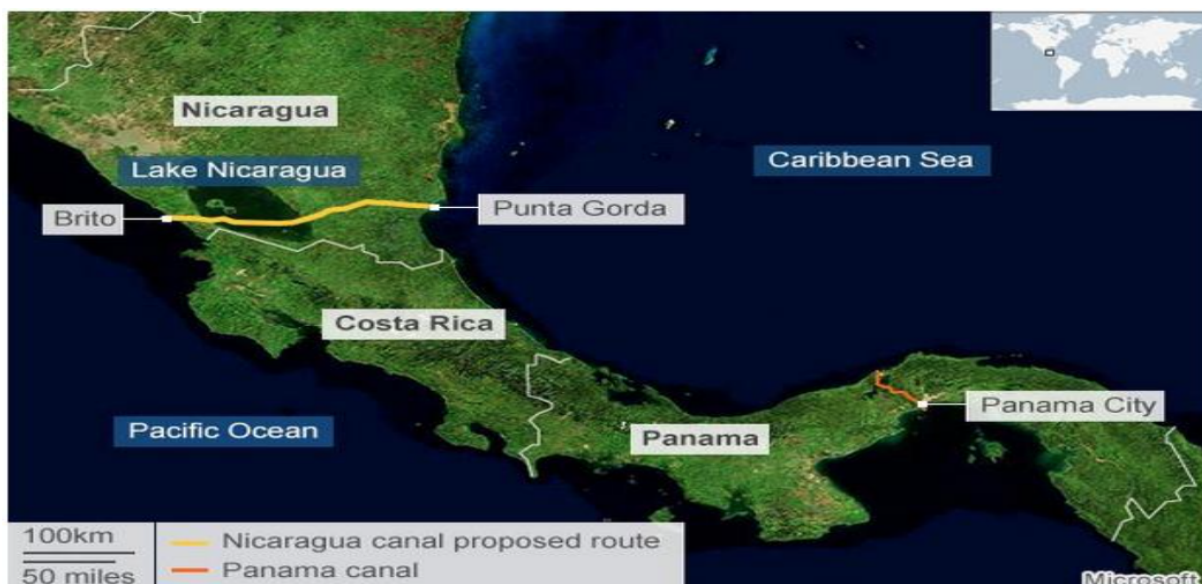 Nicaragua
Lake Nicaragua
Caribbean Sea
Brito
Punta Gorda
Costa Rica
Pacific Ocean
Panama City
Panama
100km
50 miles
Nicaragua canal proposed route
Panama canal
Microsoft